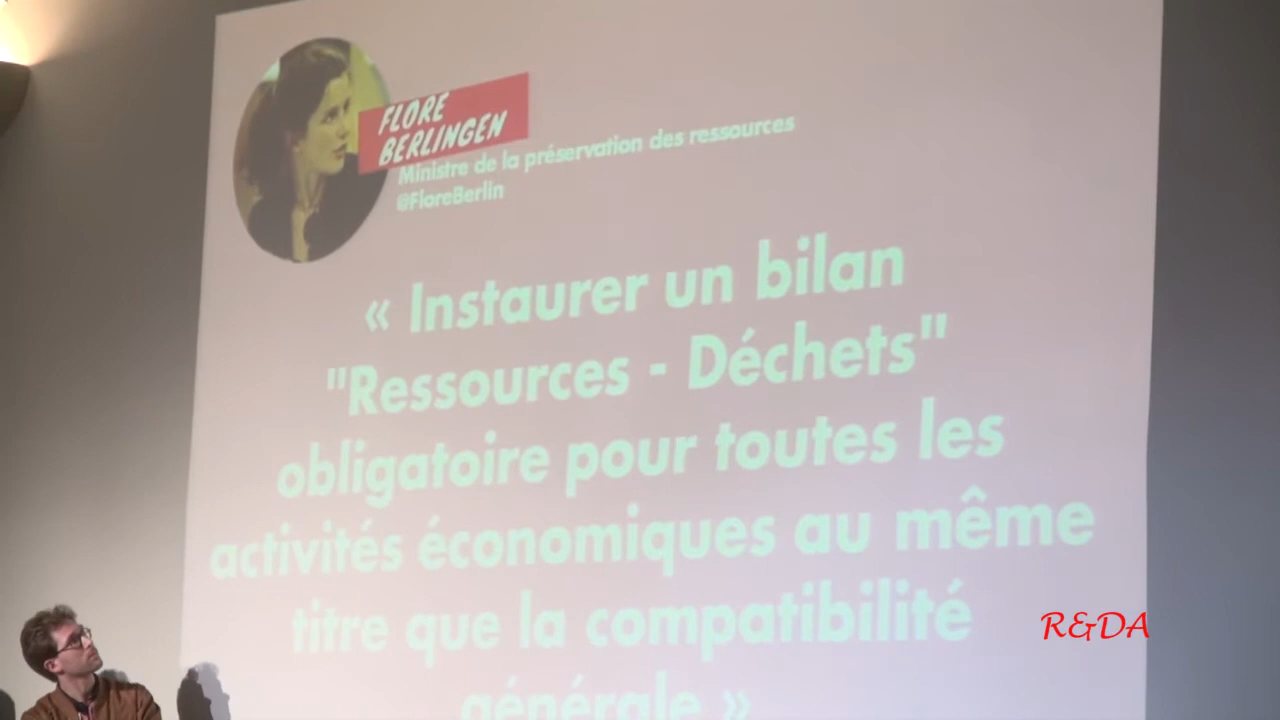 FLORE
BERLINGEN
Ministre de la préservation des ressources
@FloreBerlin
« Instaurer un bilan
"Ressources - Déchets"
obligatoire pour toutes les
activités économiques au même
titre que la compatibilité
générale »
R&DA